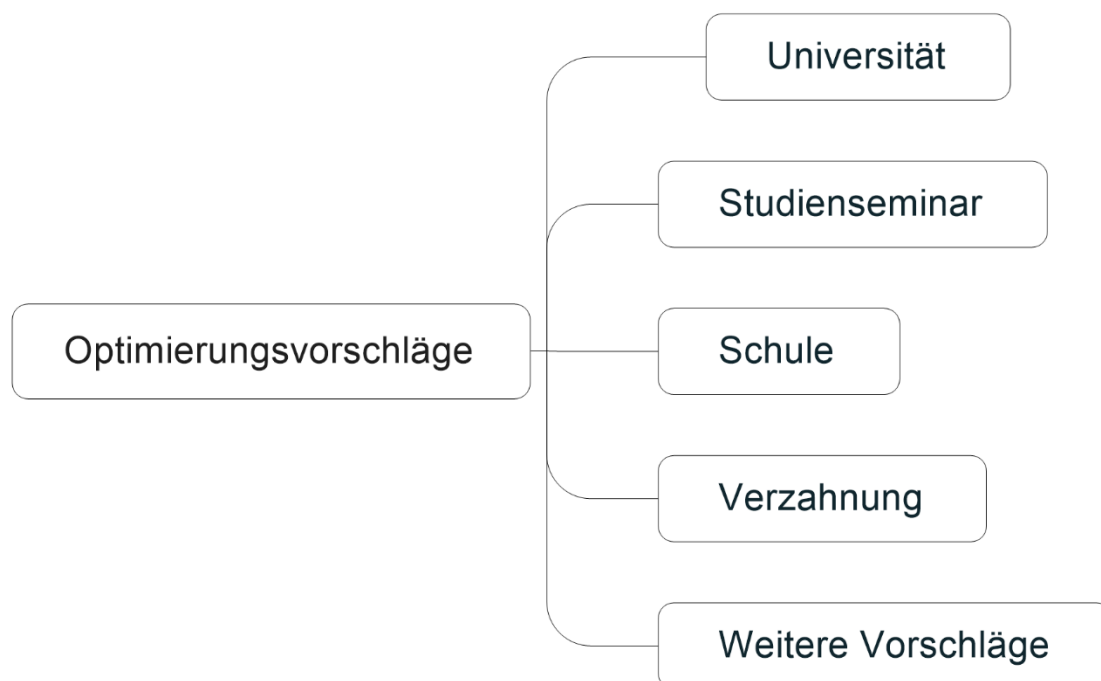 Universität
Studienseminar
Optimierungsvorschläge
Schule
Verzahnung
Weitere Vorschläge